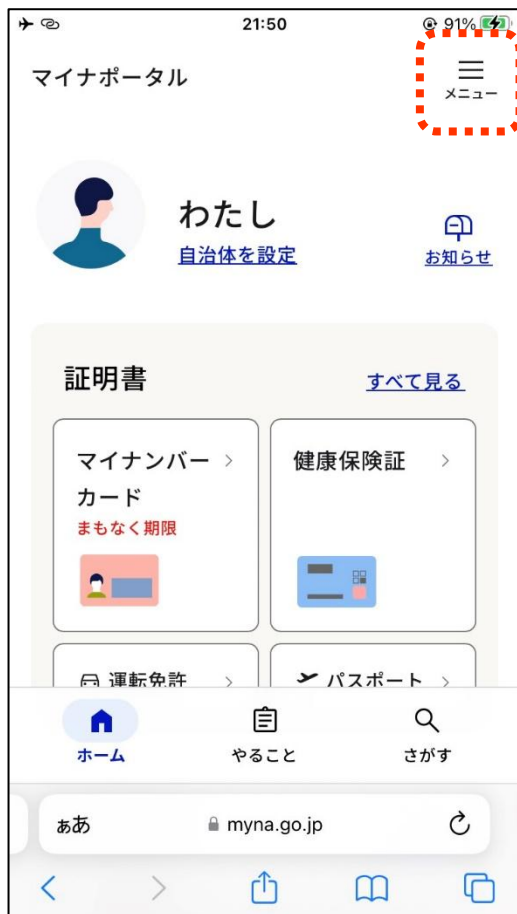 21:50
91%
マイナポータル
メニュー
わたし
自治体を設定
お知らせ
証明書
すべて見る
マイナンバー
カード
まもなく期限
健康保険証
運転免許
パスポート
ホーム
やること
さがす
ぁあ
myna.go.jp